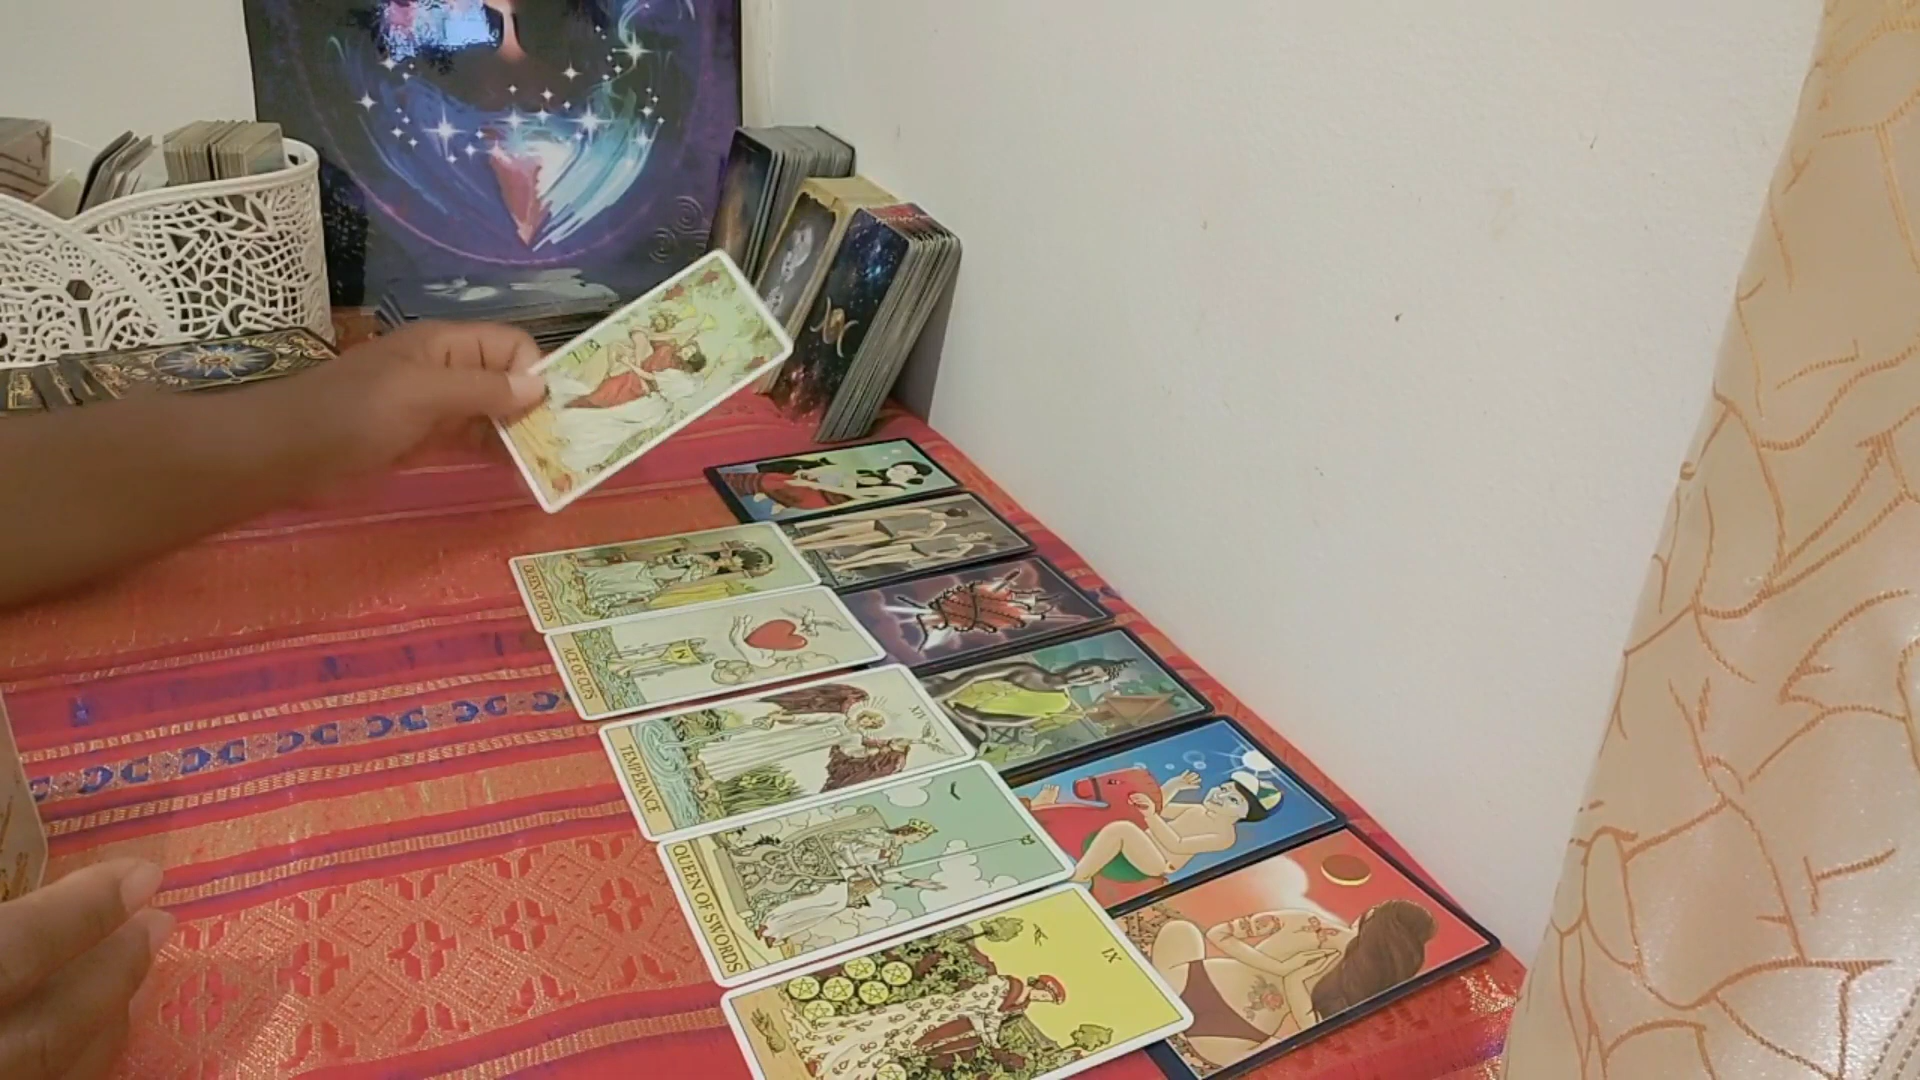 QUEEN OF CUPS
ACE OF CUPS
XIV
TEMPERANCE
QUEEN OF SWORDS
IX